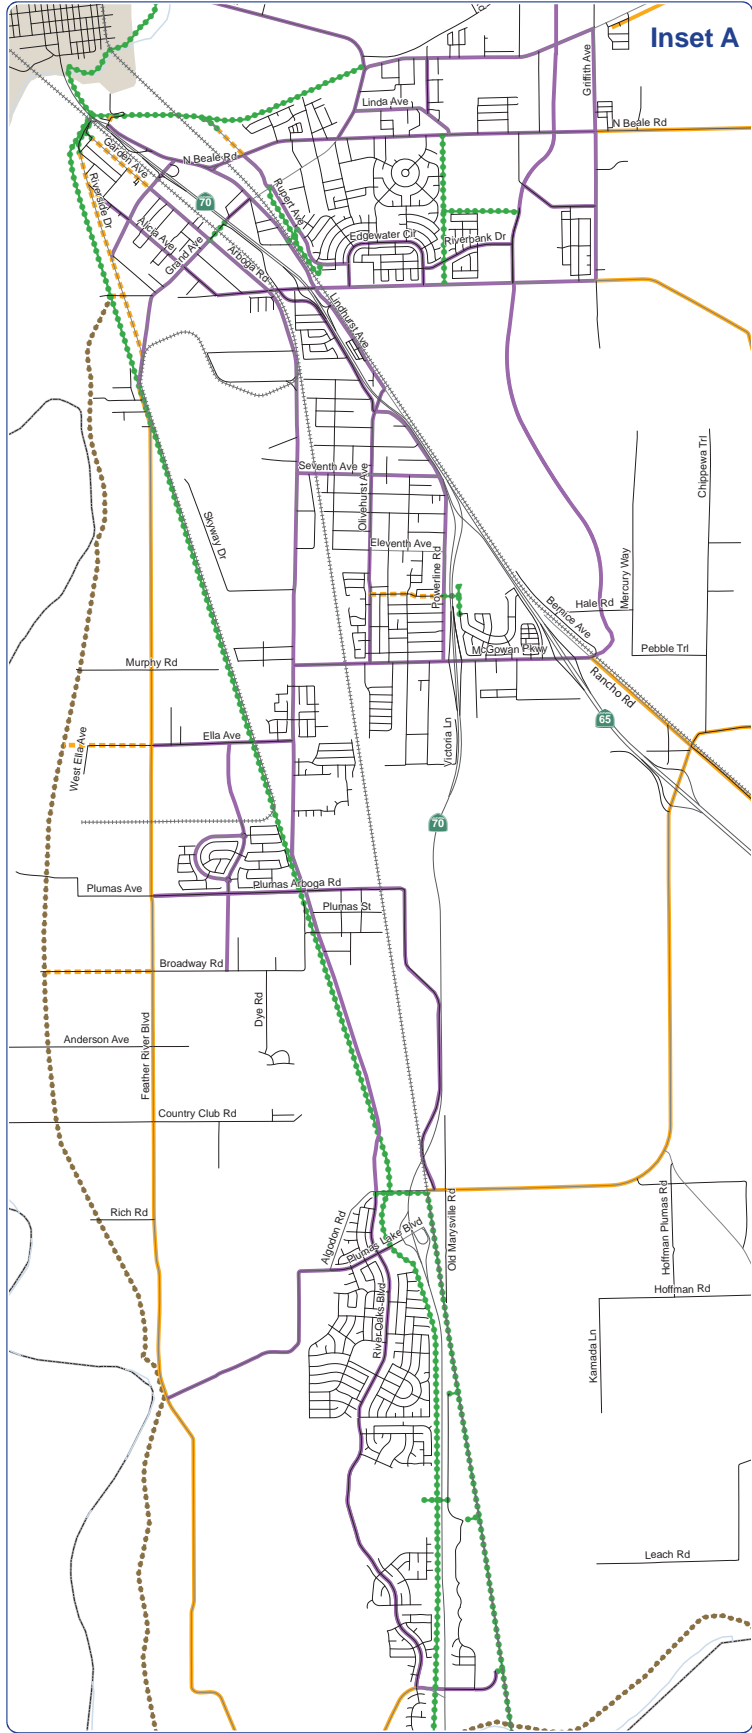 Inset A
Griffith Ave
Linda Ave
N Beale Rd
Garden Ave
N Beale Rd
Riverside Dr
70
Rupert Ave
Alicia Ave
Grand Ave
Arboga Rd
Edgewater Cir
Riverbank Dr
Lindhurst Ave
Chippewa Trl
Seventh Ave
Olivehurst Ave
Skyway Dr
Eleventh Ave
Powerline Rd
Mercury Way
Hale Rd
Bernice Ave
McGowan Pkwy
Pebble Trl
Murphy Rd
Rancho Rd
65
Ella Ave
West Ella Ave
Victoria Ln
70
Plumas Ave
Plumas Arboga Rd
Plumas St
Broadway Rd
Dye Rd
Anderson Ave
Feather River Blvd
Country Club Rd
Rich Rd
Algodon Rd
Plumas Lake Blvd
Old Marysville Rd
Hoffman Plumas Rd
River Oaks Blvd
Hoffman Rd
Kamada Ln
Leach Rd